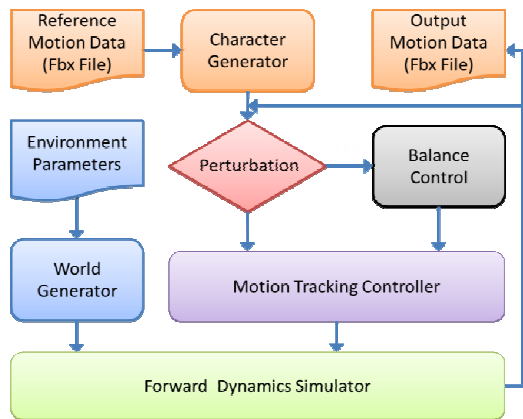 Reference
Motion Data
(Fbx File)
Character
Generator
Output
Motion Data
(Fbx File)
Environment
Parameters
Perturbation
Balance
Control
World
Generator
Motion Tracking Controller
Forward Dynamics Simulator